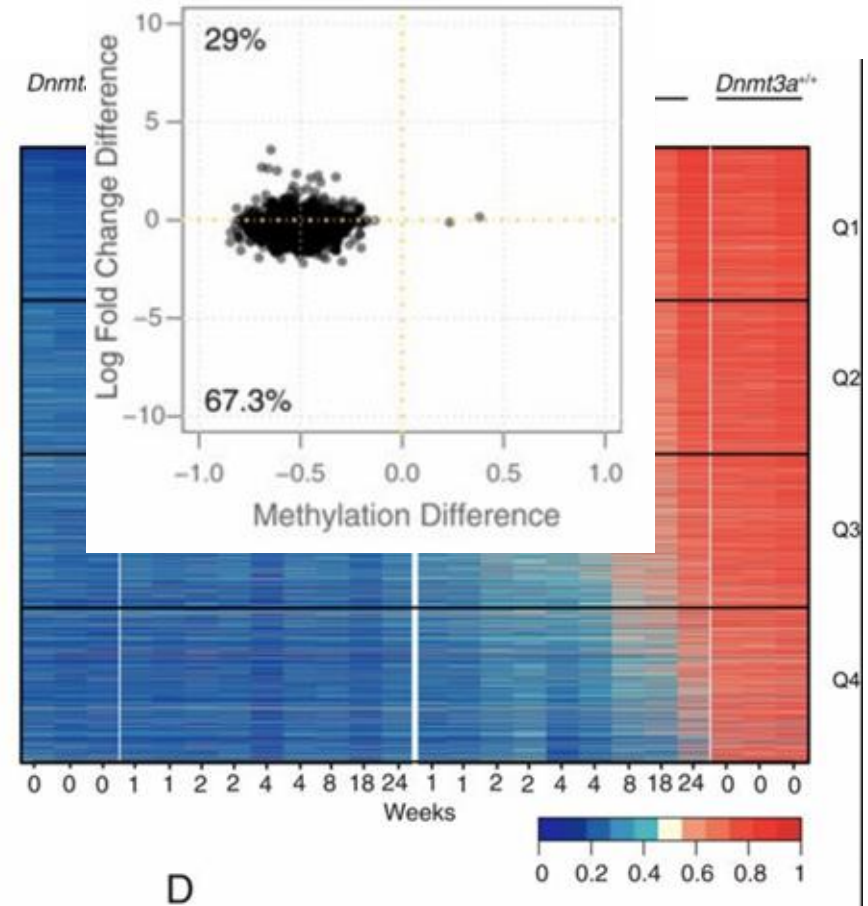 10
29%
Dnmt
Dnmt3a+/+
5
Log Fold Change Difference
0
Q1
−5
Q2
67.3%
−10
−1.0 −0.5 0.0 0.5 1.0
Methylation Difference
Q3
Q4
0 0 0 1 1 2 2 4 4 8 18 24 1 1 2 2 4 4 8 18 24 0 0 0
Weeks
0 0.2 0.4 0.6 0.8 1
D